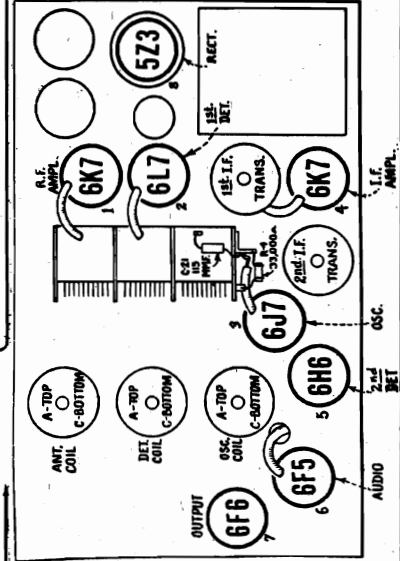 5Z3
8
RECT.
R.F.
AMPL.
6K7
1
6L7
2
1st
DET.
1st I.F.
TRANS.
6K7
4
I.F.
AMPL.
C-21
115
MMF.
R-4
33,000Ω
2nd I.F.
TRANS.
6J7
3
OSC.
A-TOP
C-BOTTOM
ANT.
COIL
A-TOP
C-BOTTOM
DET.
COIL
A-TOP
C-BOTTOM
OSC.
COIL
6H6
5
2nd
DET
6F5
6
AUDIO
OUTPUT
6F6
7